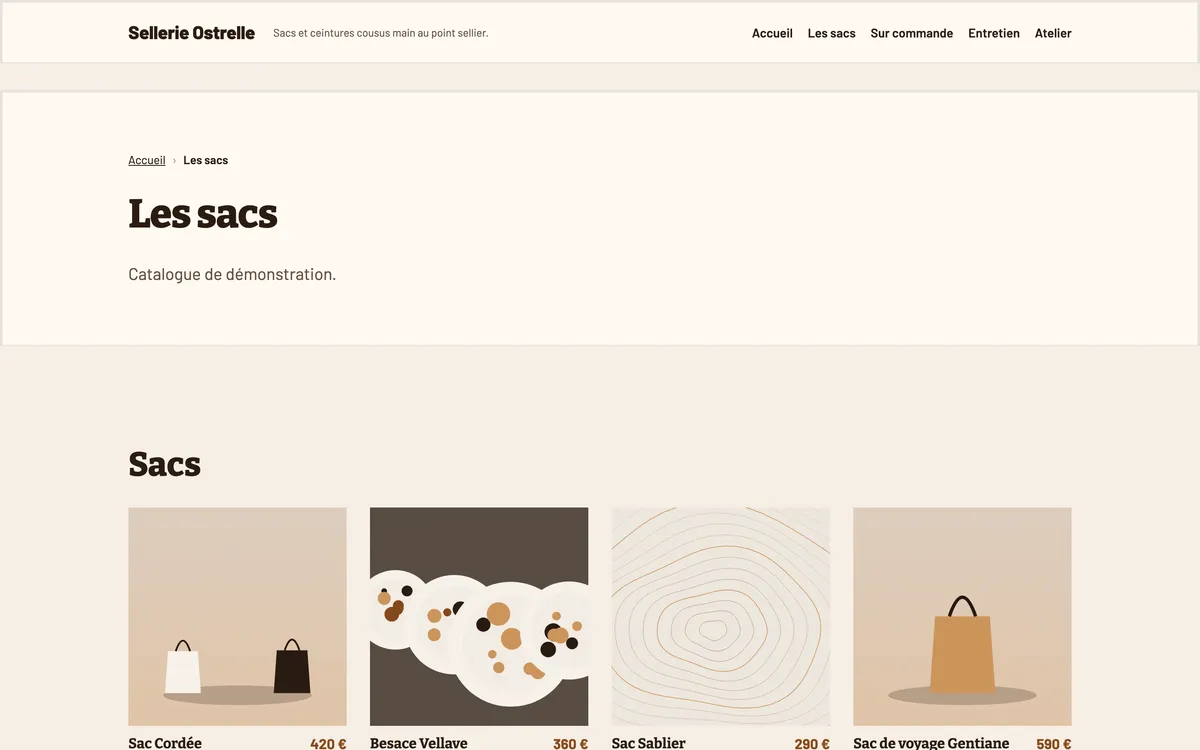 Sellerie Ostrelle
Sacs et ceintures cousus main au point sellier.
Accueil Les sacs Sur commande Entretien Atelier
Accueil › Les sacs
Les sacs
Catalogue de démonstration.
Sacs
Sac Cordée 420 €
Besace Vellave 360 €
Sac Sablier 290 €
Sac de voyage Gentiane 590 €